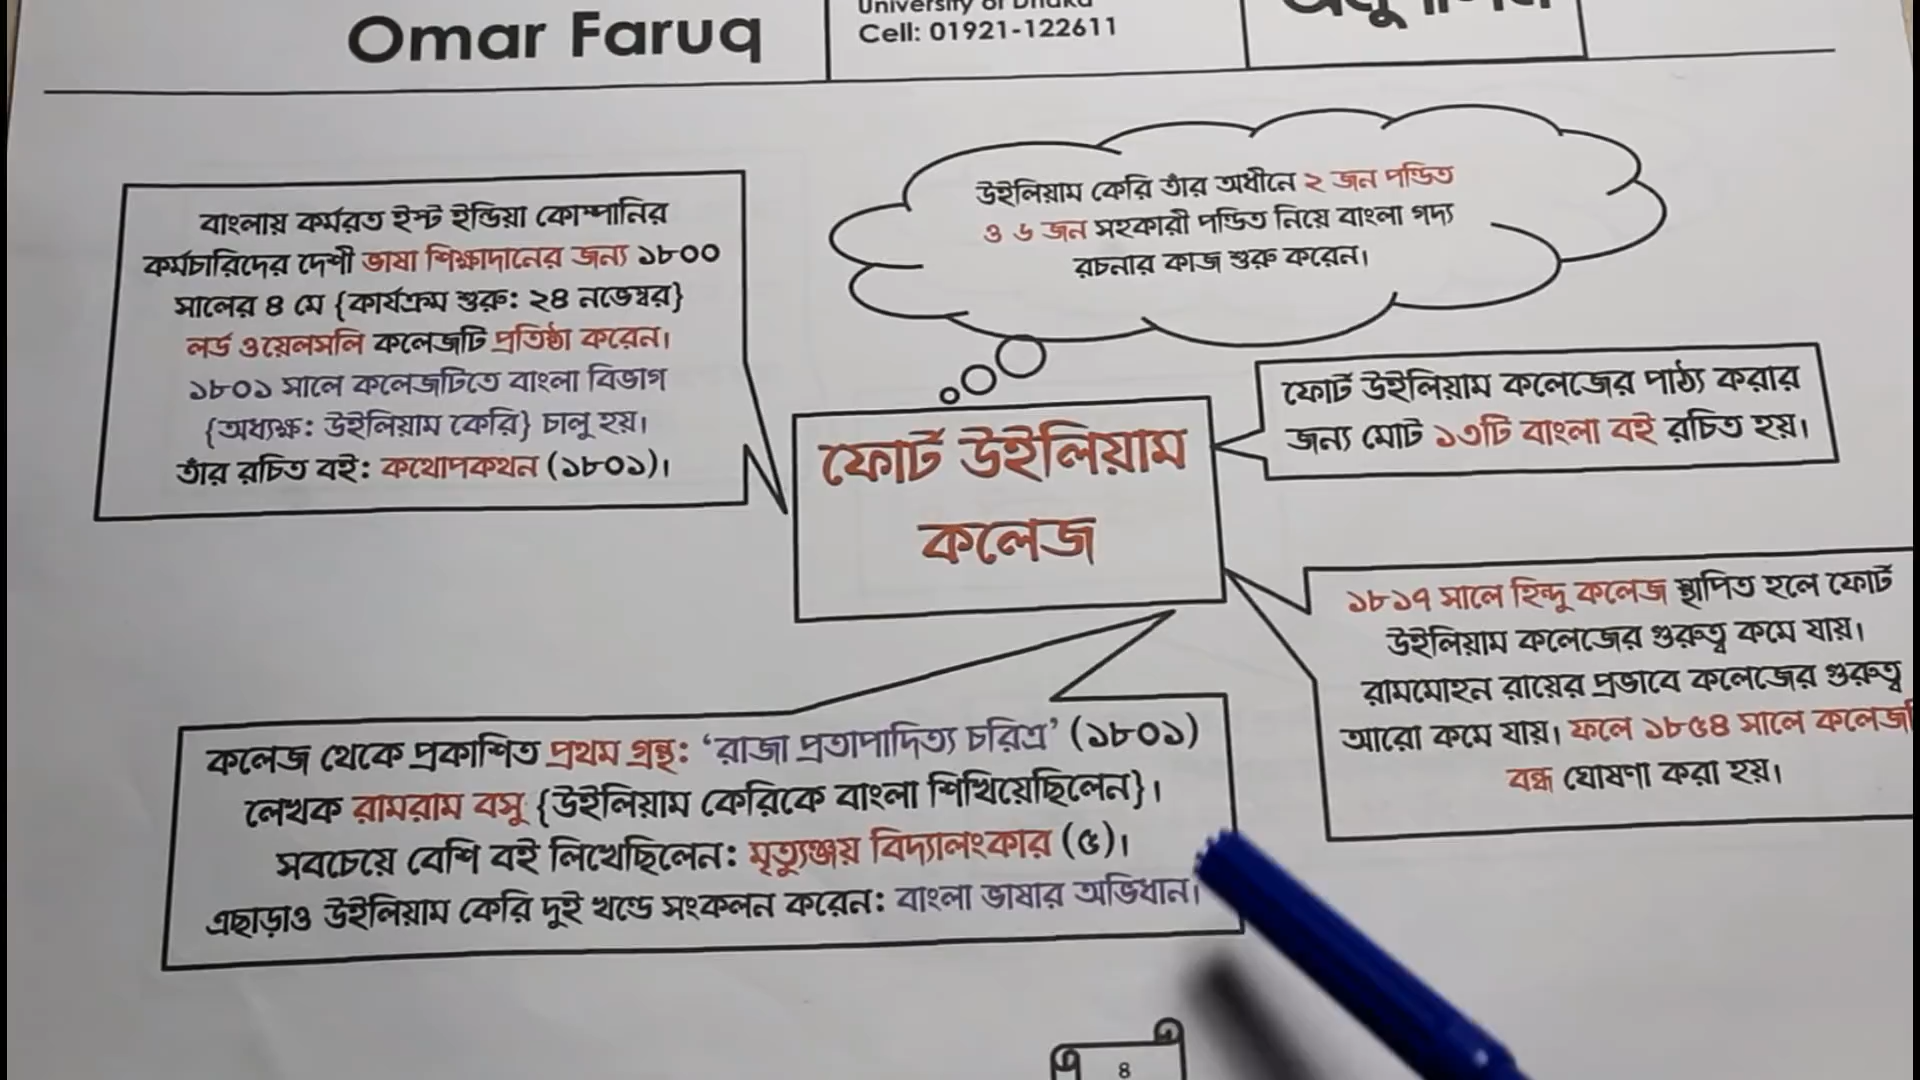 Omar Faruq
University of Dhaka
Cell: 01921-122611
বাংলায় কর্মরত ইস্ট ইন্ডিয়া কোম্পানির
কর্মচারিদের দেশী ভাষা শিক্ষাদানের জন্য ১৮০০
সালের ৪ মে {কার্যক্রম শুরু: ২৪ নভেম্বর}
লর্ড ওয়েলসলি কলেজটি প্রতিষ্ঠা করেন।
১৮০১ সালে কলেজটিতে বাংলা বিভাগ
{অধ্যক্ষ: উইলিয়াম কেরি} চালু হয়।
তাঁর রচিত বই: কথোপকথন (১৮০১)।
উইলিয়াম কেরি তাঁর অধীনে ২ জন পন্ডিত
ও ৬ জন সহকারী পন্ডিত নিয়ে বাংলা গদ্য
রচনার কাজ শুরু করেন।
ফোর্ট উইলিয়াম কলেজের পাঠ্য করার
জন্য মোট ১৩টি বাংলা বই রচিত হয়।
ফোর্ট উইলিয়াম
কলেজ
১৮১৭ সালে হিন্দু কলেজ স্থাপিত হলে ফোর্ট
উইলিয়াম কলেজের গুরুত্ব কমে যায়।
রামমোহন রায়ের প্রভাবে কলেজের গুরুত্ব
আরো কমে যায়। ফলে ১৮৫৪ সালে
বন্ধ ঘোষণা করা হয়।
কলেজ থেকে প্রকাশিত প্রথম গ্রন্থ: ‘রাজা প্রতাপাদিত্য চরিত্র’ (১৮০১)
লেখক রামরাম বসু {উইলিয়াম কেরিকে বাংলা শিখিয়েছিলেন}।
সবচেয়ে বেশি বই লিখেছিলেন: মৃত্যুঞ্জয় বিদ্যালংকার (৫)।
এছাড়াও উইলিয়াম কেরি দুই খন্ডে সংকলন করেন: বাংলা ভাষার অভিধান।
8